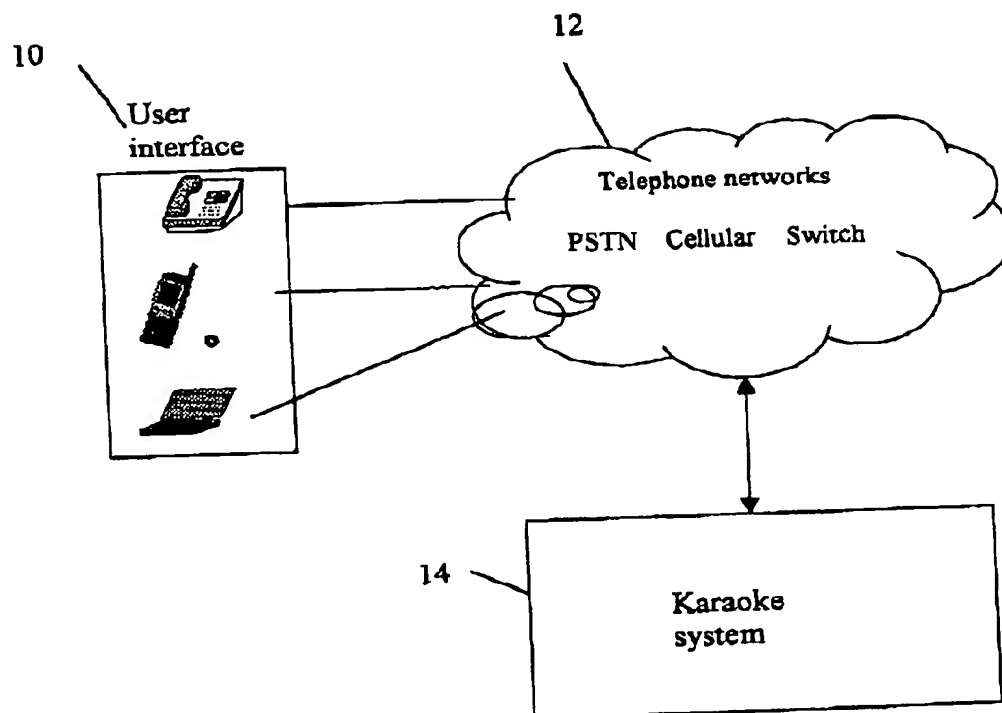 10
12
User
interface
Telephone networks
PSTN Cellular Switch
14
Karaoke
system